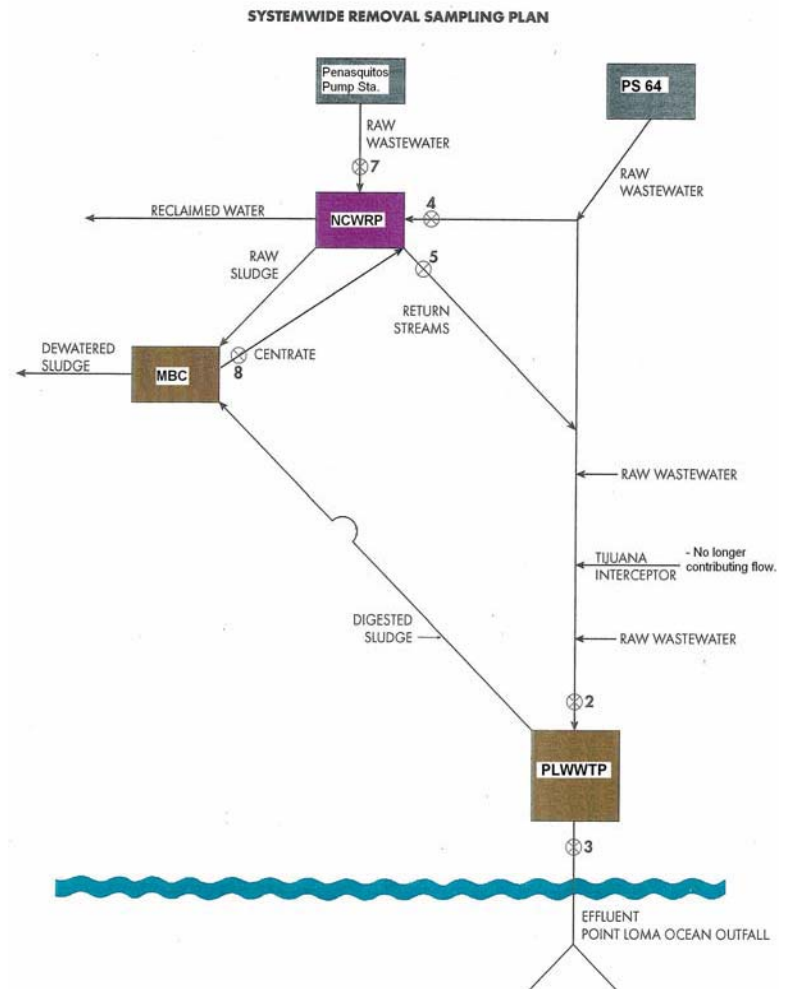 SYSTEMWIDE REMOVAL SAMPLING PLAN
Penasquitos
Pump Sta.
PS 64
RAW
WASTEWATER
7
RAW
WASTEWATER
RECLAIMED WATER
NCWRP
4
5
RAW
SLUDGE
RETURN
STREAMS
DEWATERED
SLUDGE
MBC
CENTRATE
8
RAW WASTEWATER
TIJUANA
INTERCEPTOR
- No longer
contributing flow.
DIGESTED
SLUDGE
RAW WASTEWATER
2
PLWWTP
3
EFFLUENT
POINT LOMA OCEAN OUTFALL